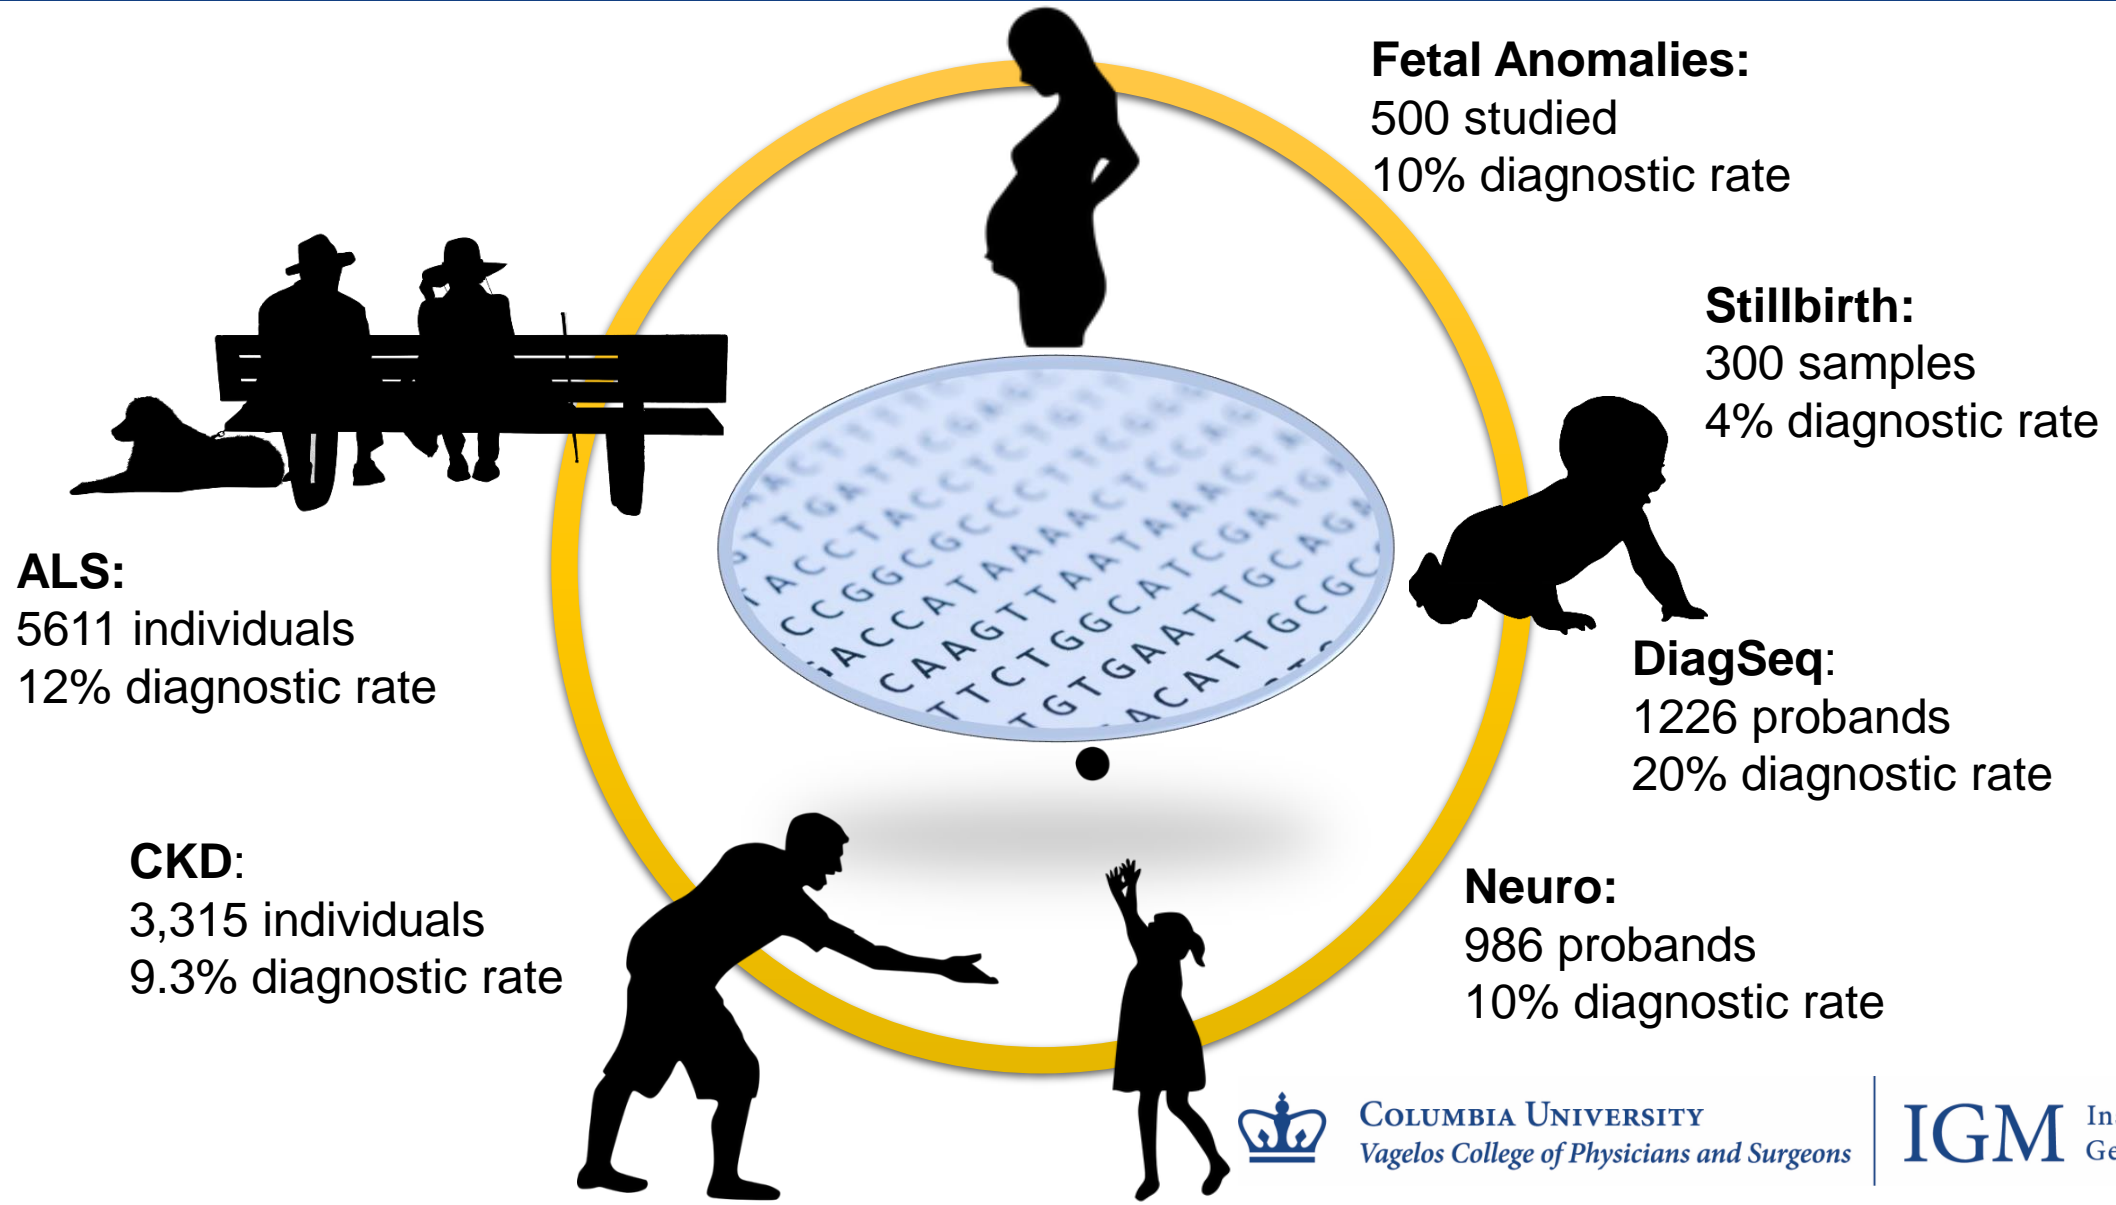 Fetal Anomalies:
500 studied
10% diagnostic rate
Stillbirth:
300 samples
4% diagnostic rate
DiagSeq:
1226 probands
20% diagnostic rate
Neuro:
986 probands
10% diagnostic rate
CKD:
3,315 individuals
9.3% diagnostic rate
ALS:
5611 individuals
12% diagnostic rate
COLUMBIA UNIVERSITY
Vagelos College of Physicians and Surgeons
IGM